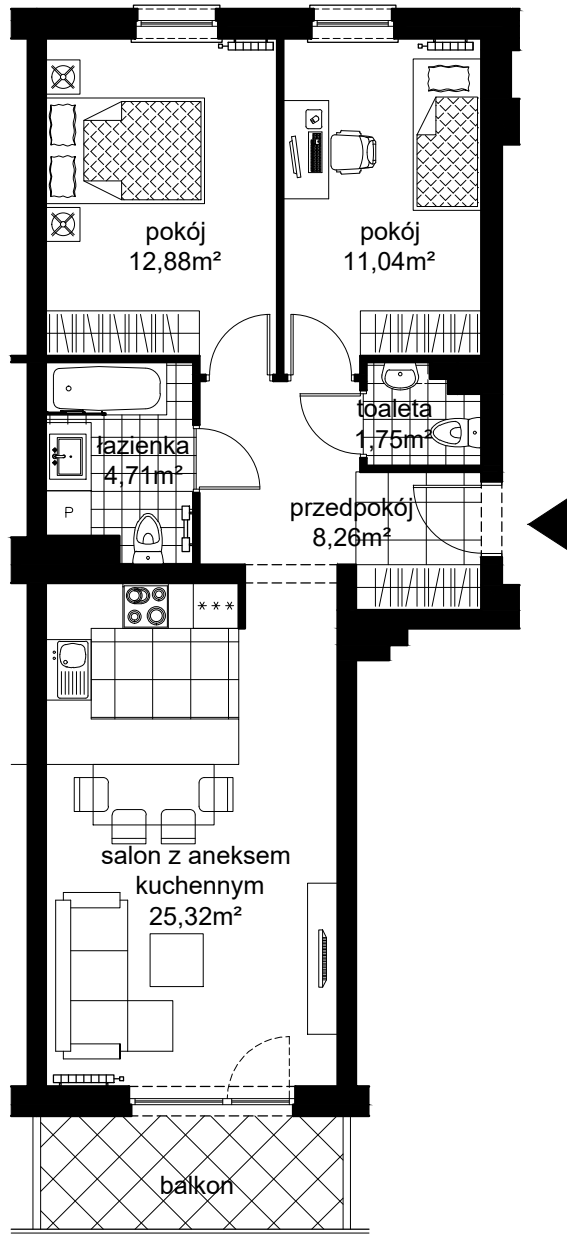 pokój
12,88m²
pokój
11,04m²
toaleta
1,75m²
łazienka
4,71m²
P
przedpokój
8,26m²
***
salon z aneksem
kuchennym
25,32m²
balkon